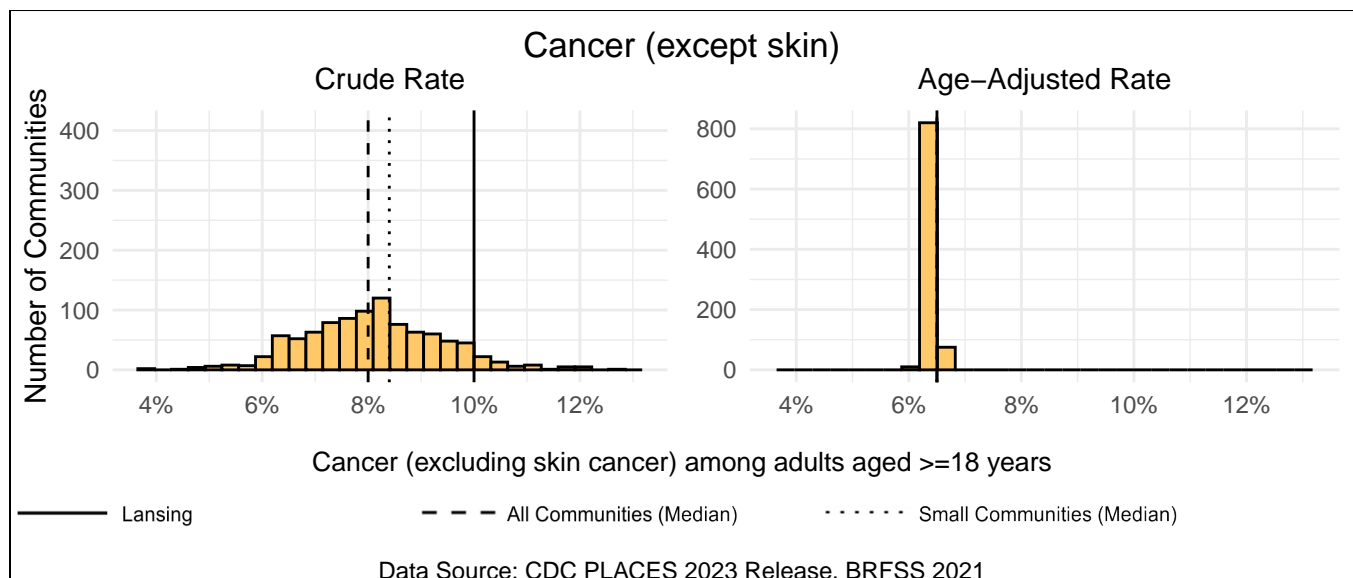 Cancer (except skin)
Crude Rate
Age−Adjusted Rate
Number of Communities
400
300
200
100
0
4%
6%
8%
10%
12%
800
600
400
200
0
4%
6%
8%
10%
12%
Cancer (excluding skin cancer) among adults aged >=18 years
Lansing
All Communities (Median)
Small Communities (Median)
Data Source: CDC PLACES 2023 Release, BRFSS 2021